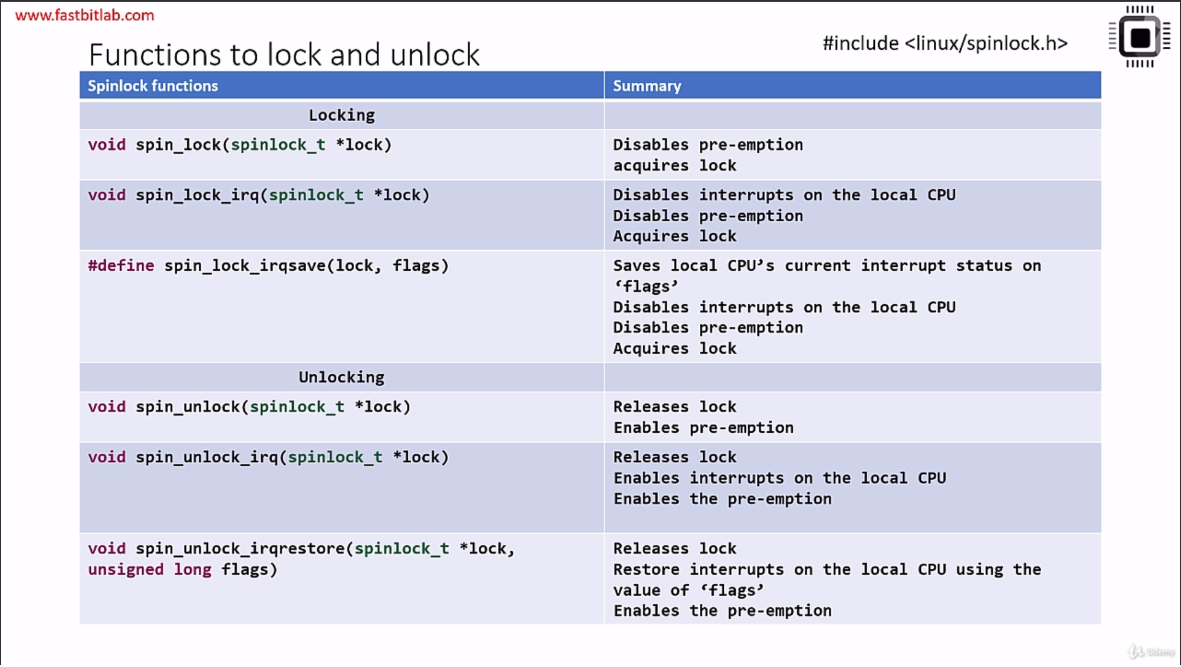 www.fastbitlab.com
Functions to lock and unlock
#include <linux/spinlock.h>
Spinlock functions
Summary
Locking
void spin_lock(spinlock_t *lock)
Disables pre-emption
acquires lock
void spin_lock_irq(spinlock_t *lock)
Disables interrupts on the local CPU
Disables pre-emption
Acquires lock
#define spin_lock_irqsave(lock, flags)
Saves local CPU’s current interrupt status on
‘flags’
Disables interrupts on the local CPU
Disables pre-emption
Acquires lock
Unlocking
void spin_unlock(spinlock_t *lock)
Releases lock
Enables pre-emption
void spin_unlock_irq(spinlock_t *lock)
Releases lock
Enables interrupts on the local CPU
Enables the pre-emption
void spin_unlock_irqrestore(spinlock_t *lock,
unsigned long flags)
Releases lock
Restore interrupts on the local CPU using the
value of ‘flags’
Enables the pre-emption
Udemy